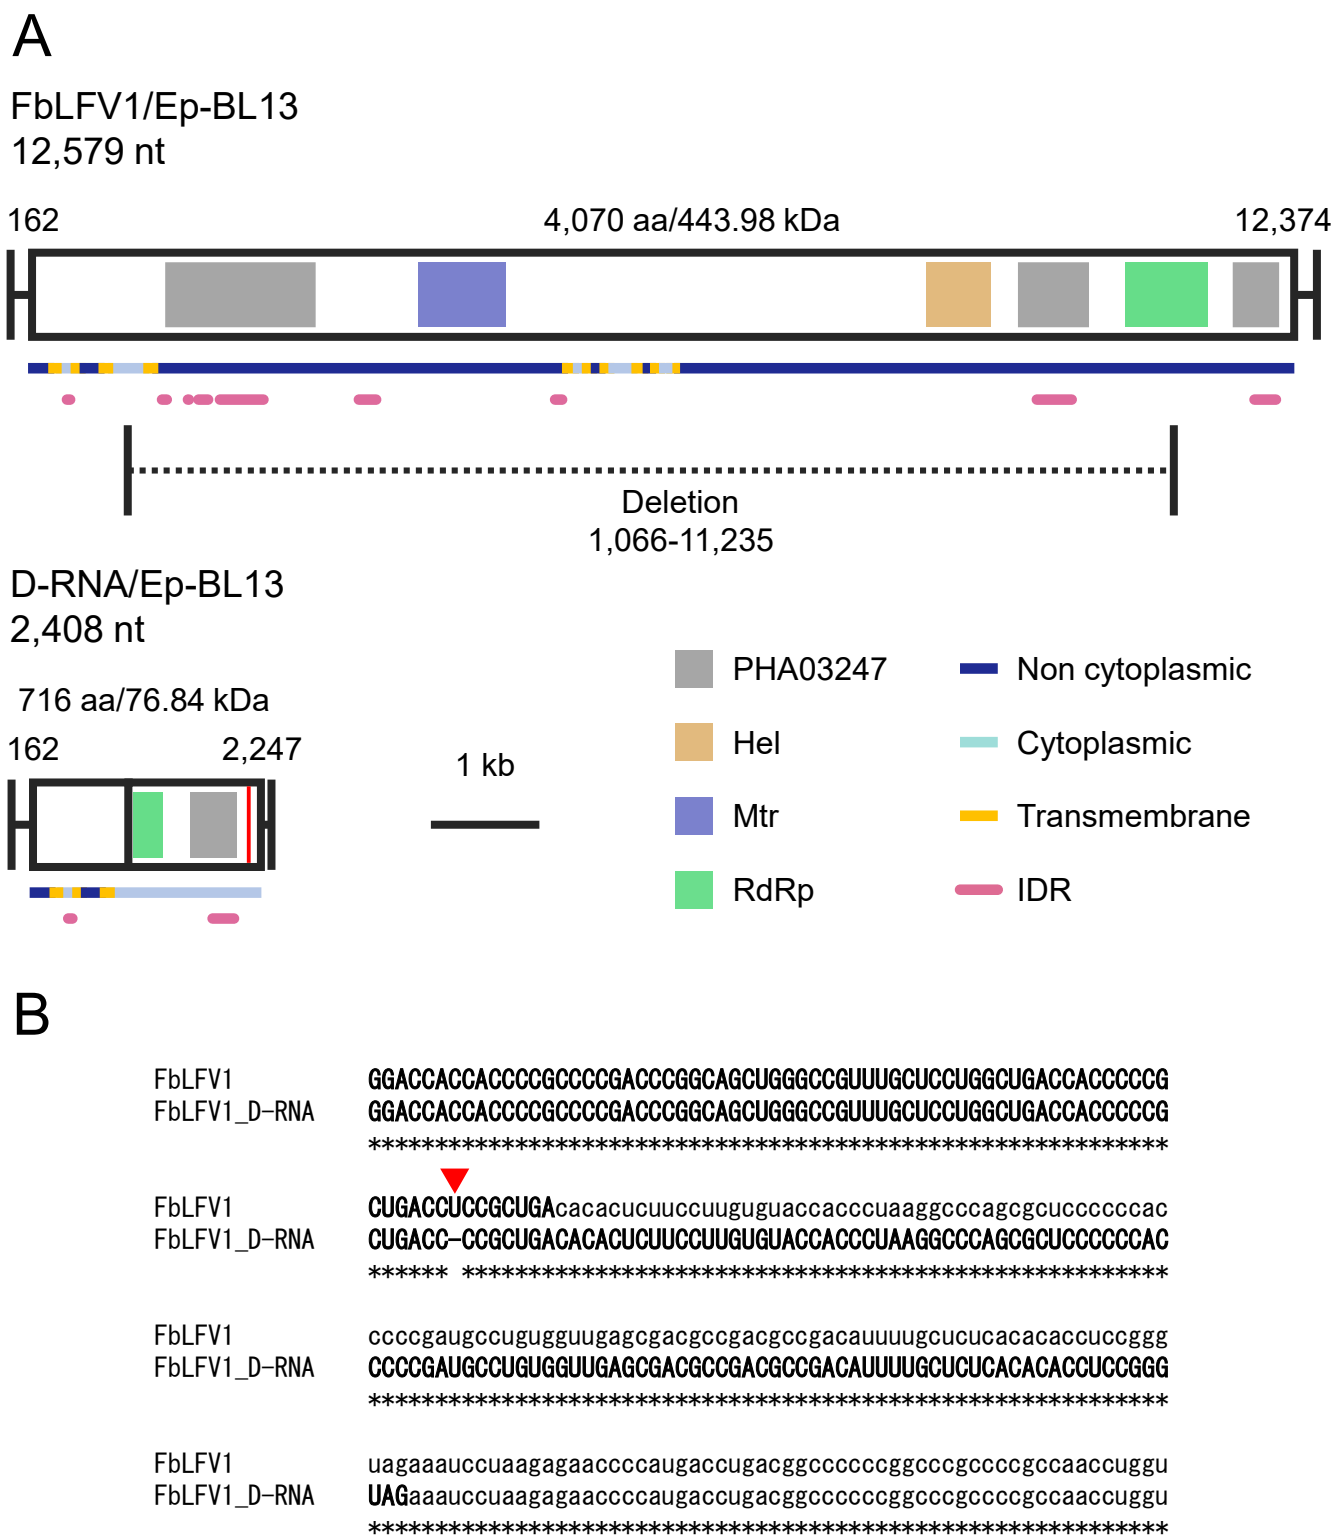 A
FbLFV1/Ep-BL13
12,579 nt
162 4,070 aa/443.98 kDa 12,374
Deletion
1,066-11,235
D-RNA/Ep-BL13
2,408 nt
716 aa/76.84 kDa
162 2,247
1 kb
PHA03247 Non cytoplasmic
Hel Cytoplasmic
Mtr Transmembrane
RdRp IDR
B
FbLFV1 GGACCACCACCCCGCCCCGACCCGGCAGCUGGGCCGUUUGCUCCUGGCUGACCACCCCCG
FbLFV1_D-RNA GGACCACCACCCCGCCCCGACCCGGCAGCUGGGCCGUUUGCUCCUGGCUGACCACCCCCG
************************************************************
FbLFV1 CUGACCUCCGCUGAcacacucuuccuuguguaccacccuaaggcccagcgcucccccac
FbLFV1_D-RNA CUGACC-CCGCUGACACACUCUUCCUUGUGUACCACCCUAAGGCCCAGCGCUCCCCCCAC
****** *****************************************************
FbLFV1 ccccgaugccugugguugagcgacgccgacgccgacauuuugcucucacacaccuccggg
FbLFV1_D-RNA CCCCGAUGCCUGUGGUUGAGCGACGCCGACGCCGACAUUUUGCUCUCACACACCUCCGGG
************************************************************
FbLFV1 uagaaauccuaagagaaccccaugaccugacggccccccggcccgccccgccaaccuggu
FbLFV1_D-RNA UAGaaauccuaagagaaccccaugaccugacggccccccggcccgccccgccaaccuggu
************************************************************